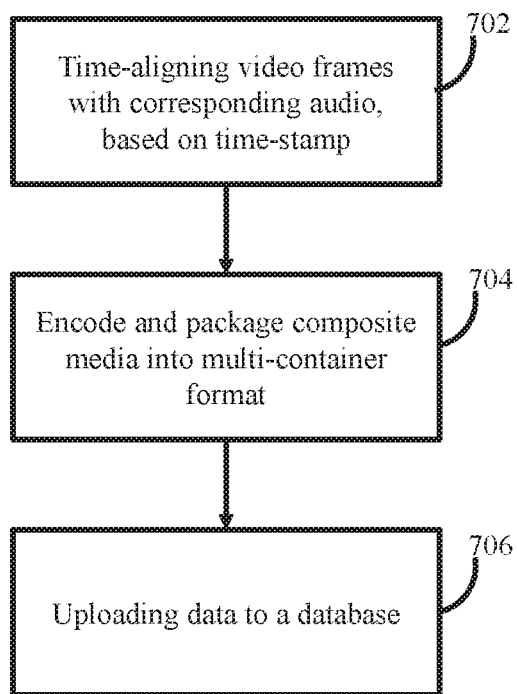 702
Time-aligning video frames
with corresponding audio,
based on time-stamp
704
Encode and package composite
media into multi-container
format
706
Uploading data to a database